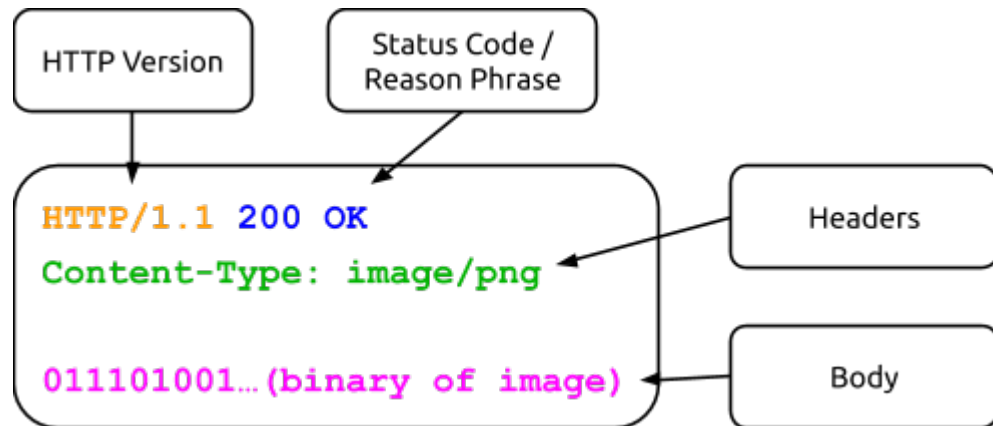 HTTP Version
Status Code /
Reason Phrase
HTTP/1.1 200 OK
Content-Type: image/png
Headers
011101001…(binary of image)
Body